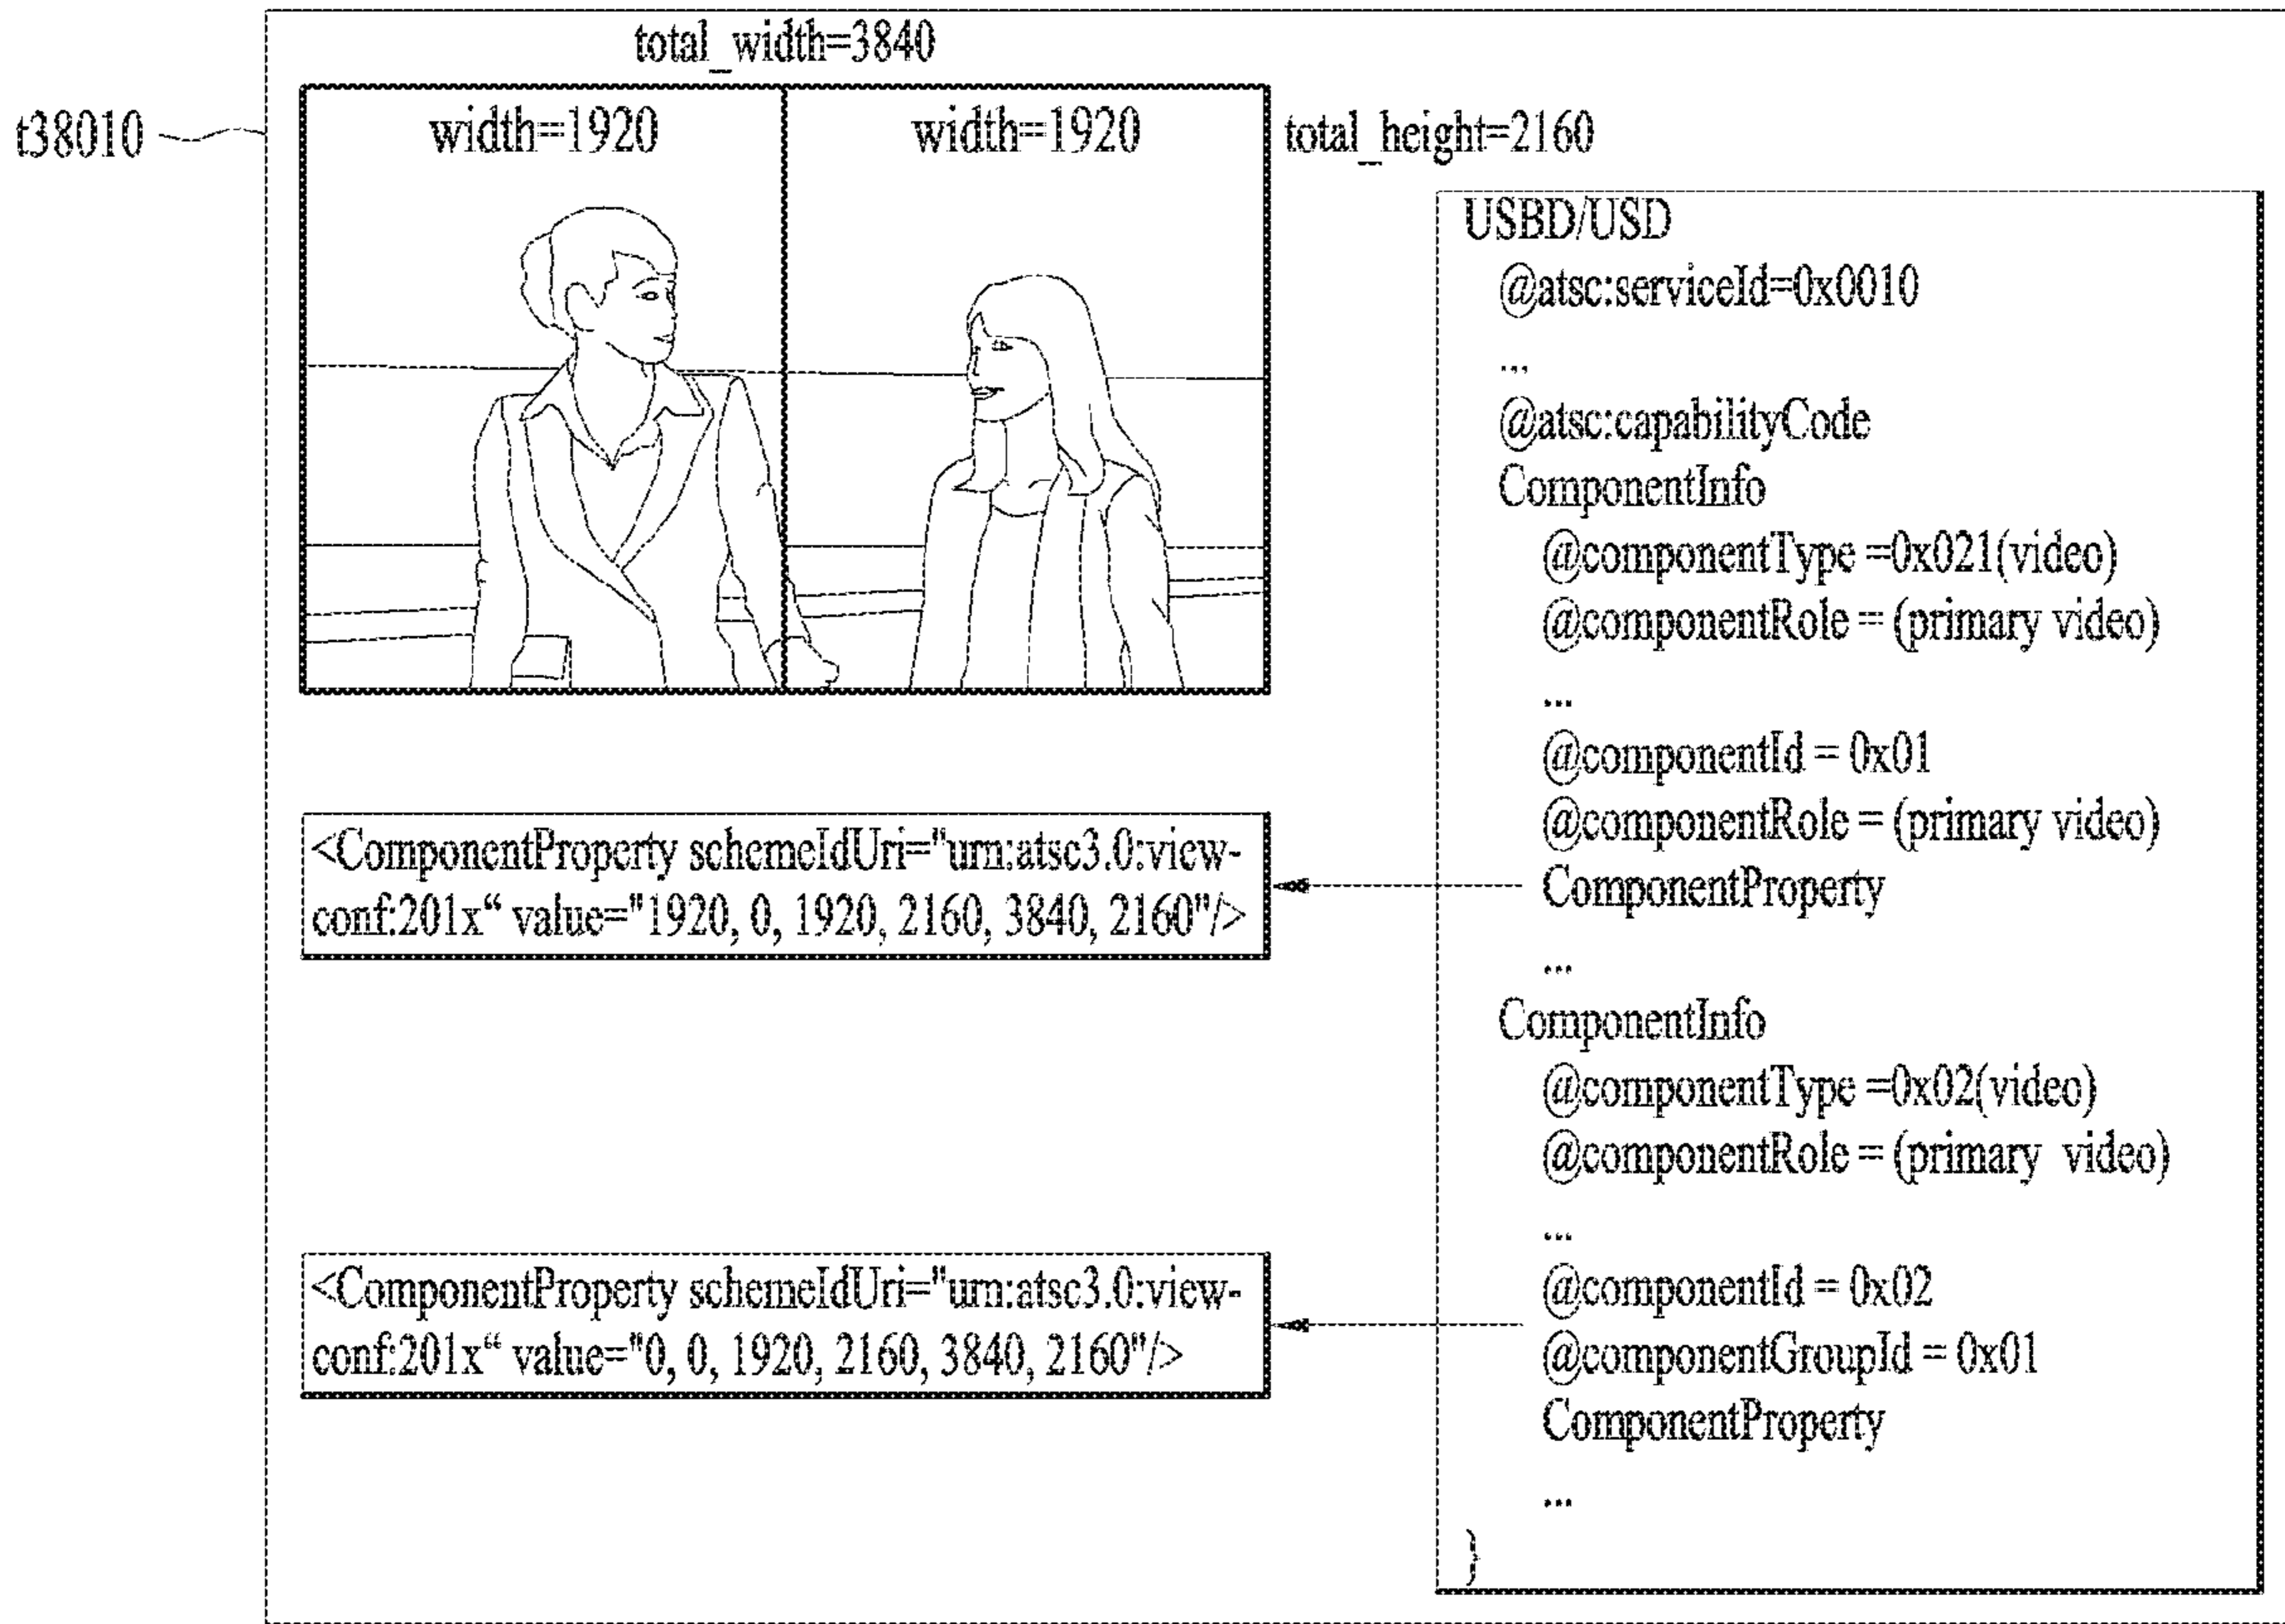 total_width=3840
t38010
width=1920
width=1920
total_height=2160
USBD/USD
@atsc:serviceId=0x0010
...
@atsc:capabilityCode
ComponentInfo
@componentType =0x021(video)
@componentRole = (primary video)
...
@componentId = 0x01
@componentRole = (primary video)
ComponentProperty
...
ComponentInfo
@componentType =0x02(video)
@componentRole = (primary video)
...
@componentId = 0x02
@componentGroupId = 0x01
ComponentProperty
...
}
<ComponentProperty schemeIdUri="urn:atsc3.0:view-
conf:201x“ value="1920, 0, 1920, 2160, 3840, 2160"/>
<ComponentProperty schemeIdUri="urn:atsc3.0:view-
conf:201x“ value="0, 0, 1920, 2160, 3840, 2160"/>